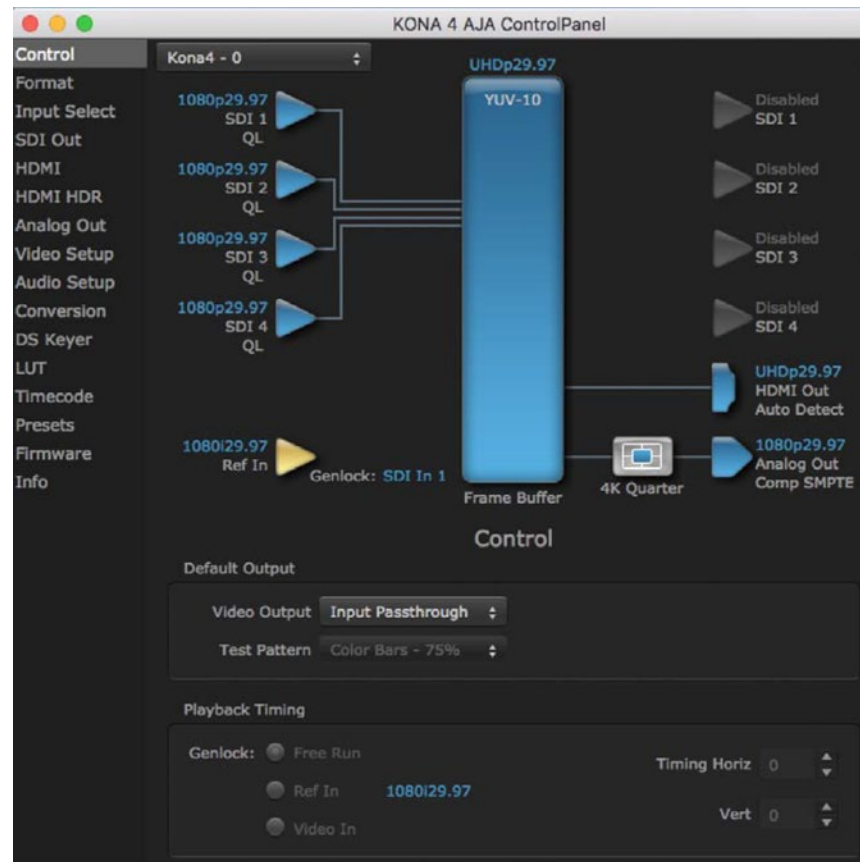 KONA 4 AJA ControlPanel
Control
Format
Input Select
SDI Out
HDMI
HDMI HDR
Analog Out
Video Setup
Audio Setup
Conversion
DS Keyer
LUT
Timecode
Presets
Firmware
Info
Kona4 - 0
UHDp29.97
YUV-10
1080p29.97
SDI 1
QL
1080p29.97
SDI 2
QL
1080p29.97
SDI 3
QL
1080p29.97
SDI 4
QL
1080i29.97
Ref In
Genlock: SDI In 1
Frame Buffer
Disabled
SDI 1
Disabled
SDI 2
Disabled
SDI 3
Disabled
SDI 4
UHDp29.97
HDMI Out
Auto Detect
4K Quarter
1080p29.97
Analog Out
Comp SMPTE
Control
Default Output
Video Output Input Passthrough
Test Pattern Color Bars - 75%
Playback Timing
Genlock: Free Run
Ref In 1080i29.97
Video In
Timing Horiz 0
Vert 0